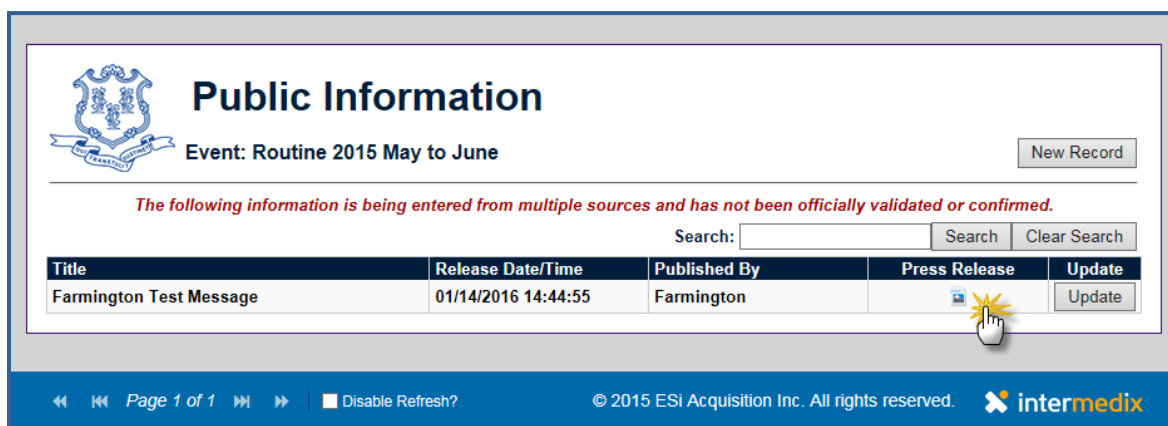 Public Information
Event: Routine 2015 May to June
New Record
The following information is being entered from multiple sources and has not been officially validated or confirmed.
Search: Search Clear Search
Title Release Date/Time Published By Press Release Update
Farmington Test Message 01/14/2016 14:44:55 Farmington Update
Page 1 of 1 Disable Refresh? © 2015 ESi Acquisition Inc. All rights reserved. intermedix